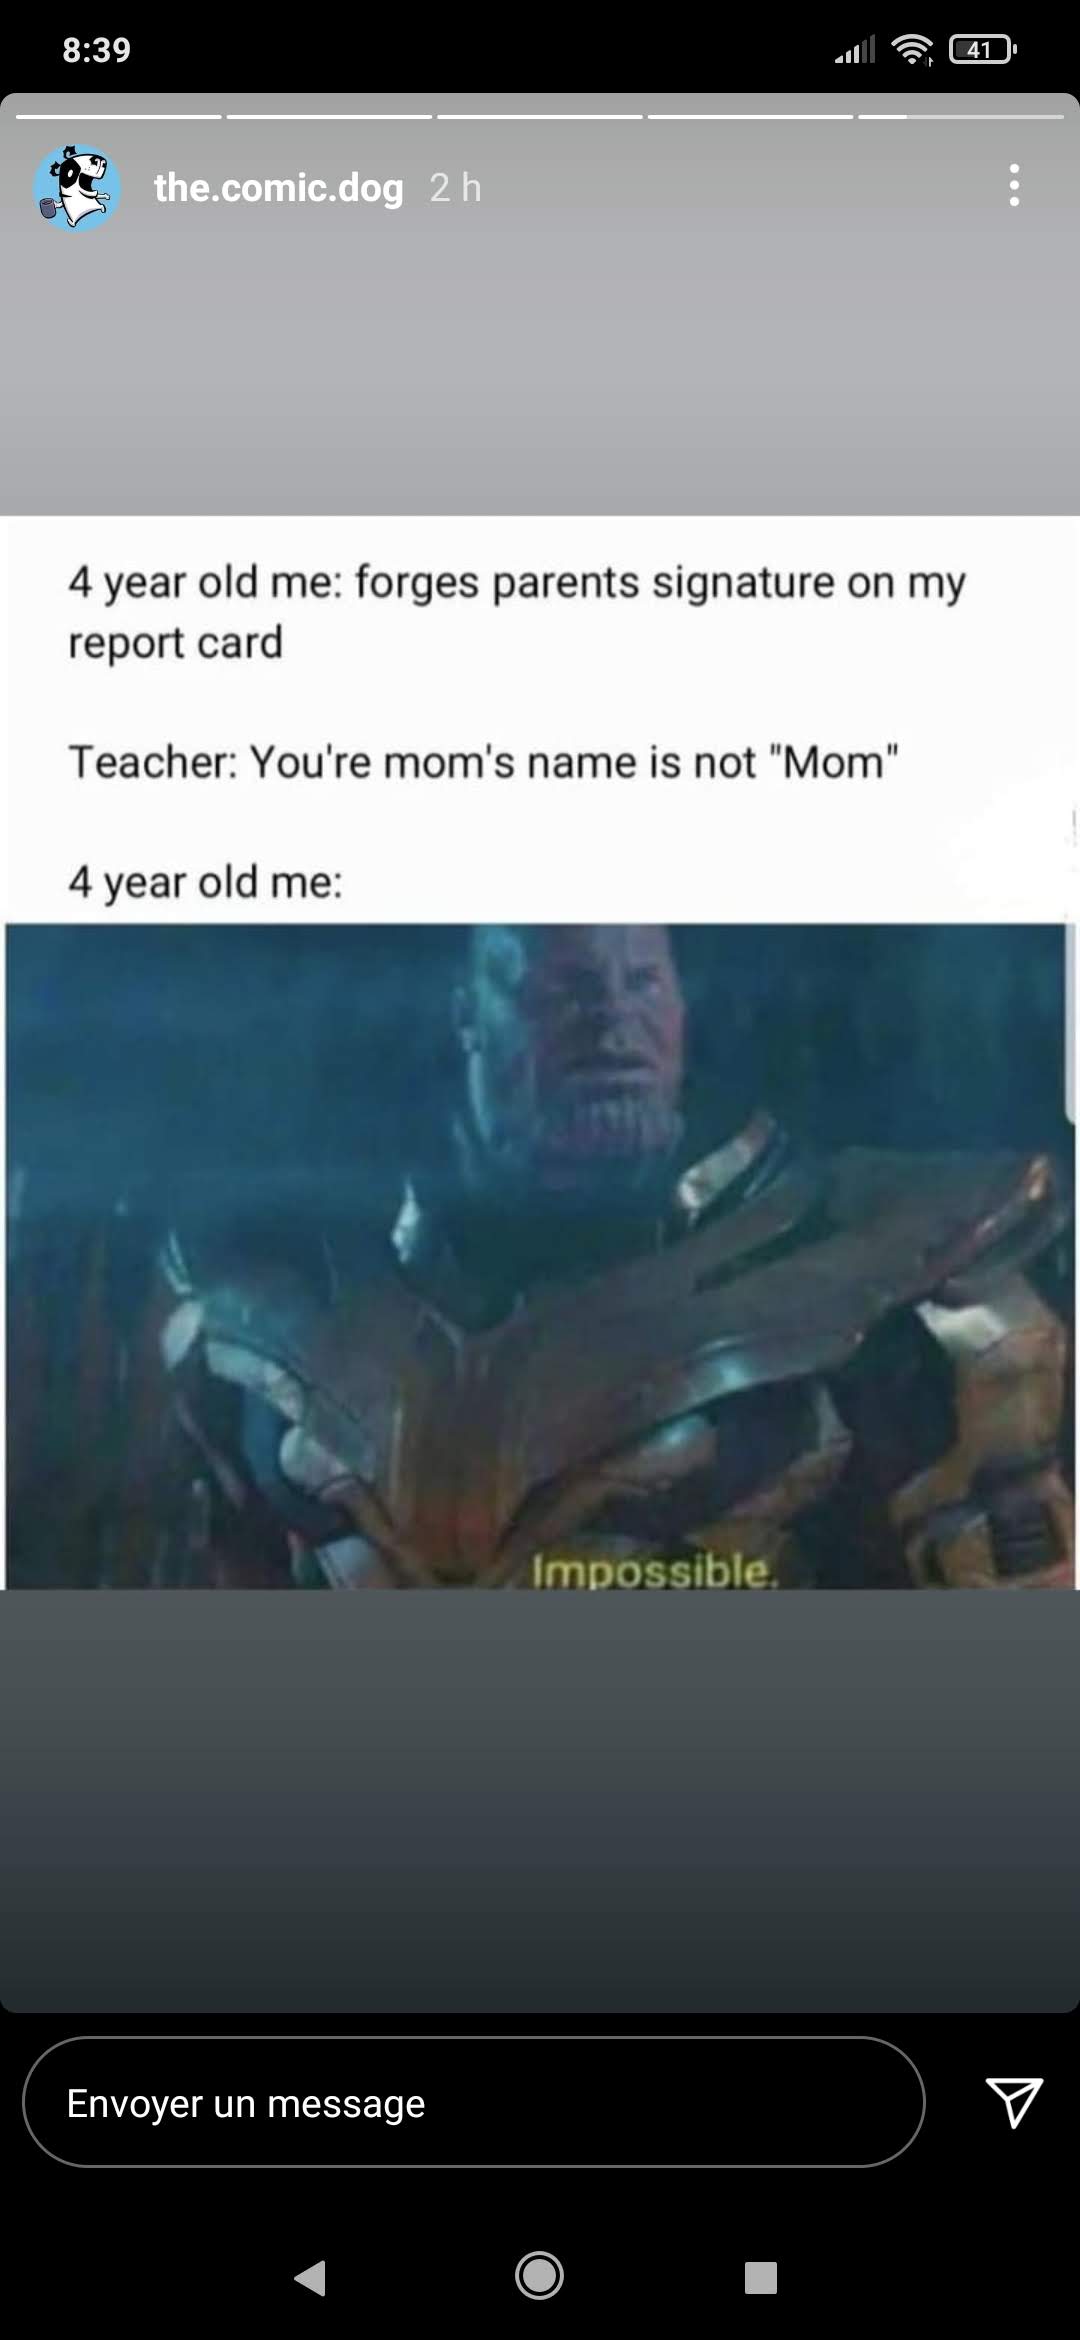 8:39
41
the.comic.dog 2 h
4 year old me: forges parents signature on my
report card
Teacher: You're mom's name is not "Mom"
4 year old me:
Impossible.
Envoyer un message